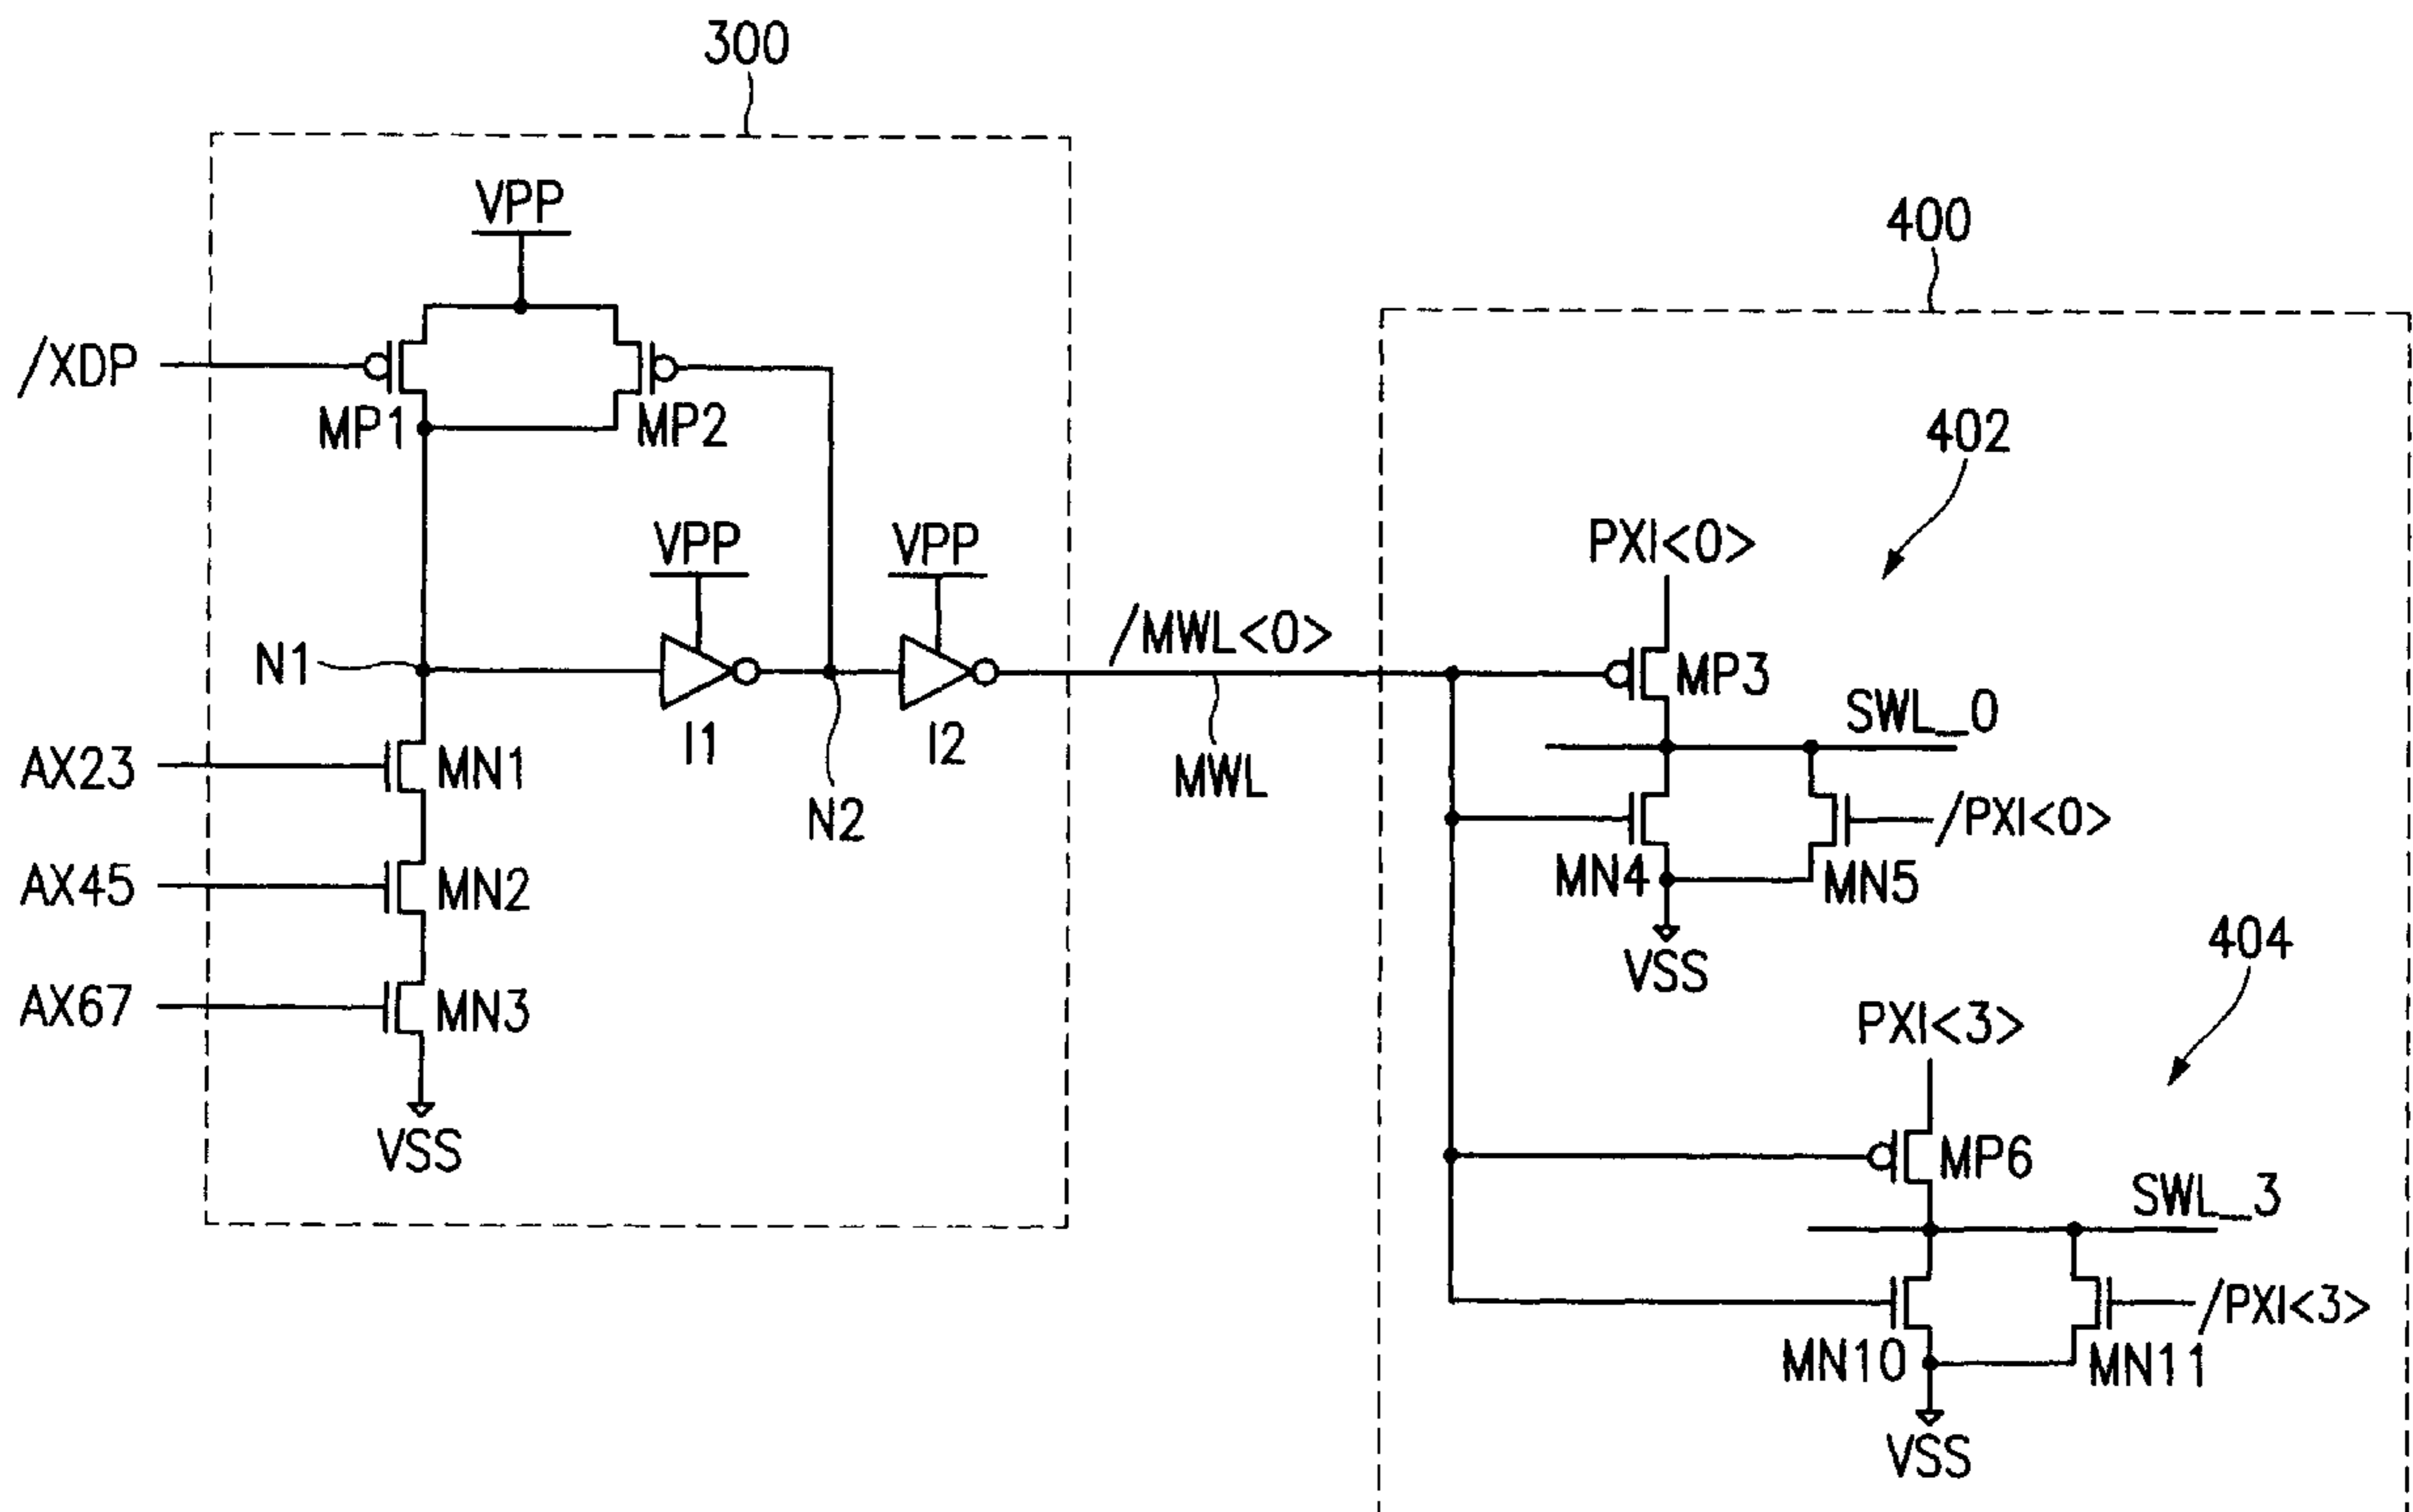 300
VPP
/XDP
MP1
MP2
VPP
VPP
N1
I1
I2
N2
AX23
MN1
AX45
MN2
AX67
MN3
VSS
/MWL<0>
MWL
400
402
PXI<0>
MP3
SWL_0
/PXI<0>
MN4
MN5
VSS
404
PXI<3>
MP6
SWL_3
/PXI<3>
MN10
MN11
VSS